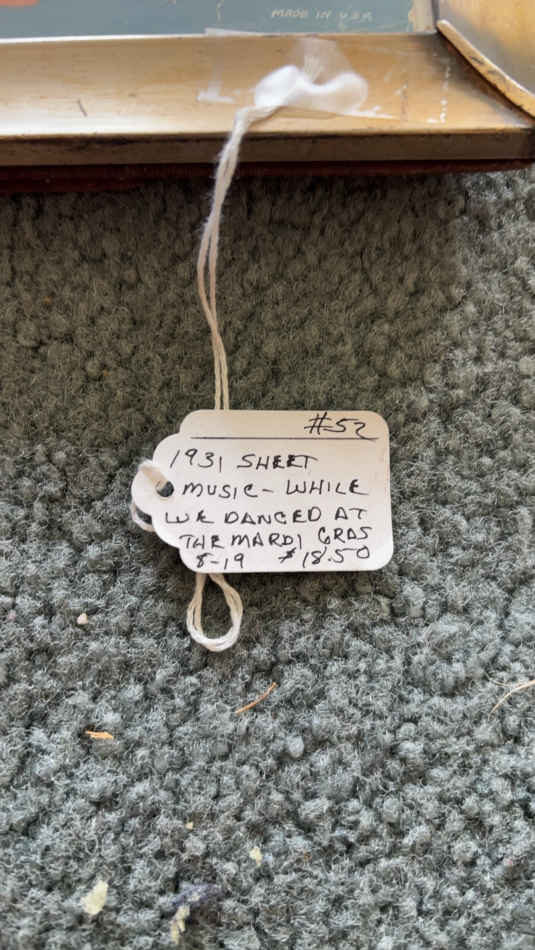 MADE IN U.S.A
#52
1931 SHEET
MUSIC - WHILE
WE DANCED AT
THE MARDI GRAS
8-19 $18.50